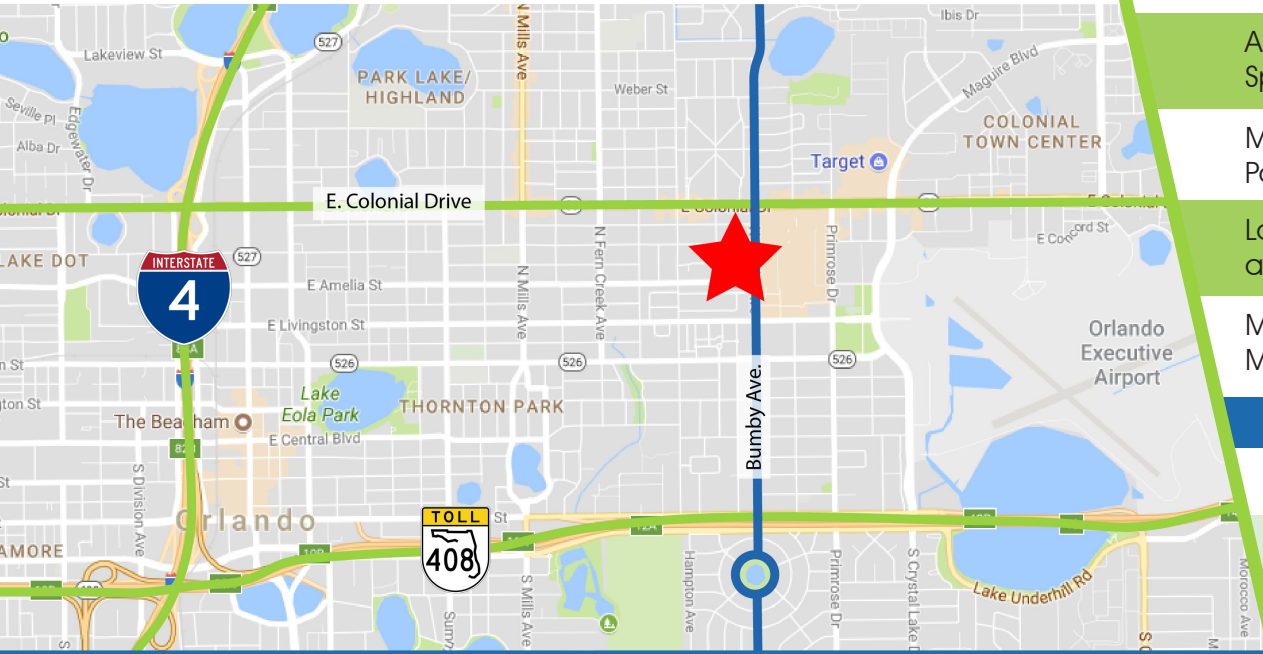 Ibis Dr
527
Lakeview St
N Mills Ave
PARK LAKE/
HIGHLAND
Weber St
Maguire Blvd
Seville Pl
Edgewater Dr
Alba Dr
COLONIAL
TOWN CENTER
Target
E. Colonial Drive
E Colonial Dr
E Colonial
E Concord St
LAKE DOT
527
INTERSTATE
4
E Amelia St
N Mills Ave
N Fern Creek Ave
Primrose Dr
E Livingston St
Orlando
Executive
Airport
526
526
526
Lake
Eola Park
THORNTON PARK
Bumby Ave.
The Beacham
E Central Blvd
S Division Ave
Orlando
TOLL
408
St
12A
Hampton Ave
Primrose Dr
S Crystal Lake D
Lake Underhill Rd
Morocco Ave
S Mills Ave